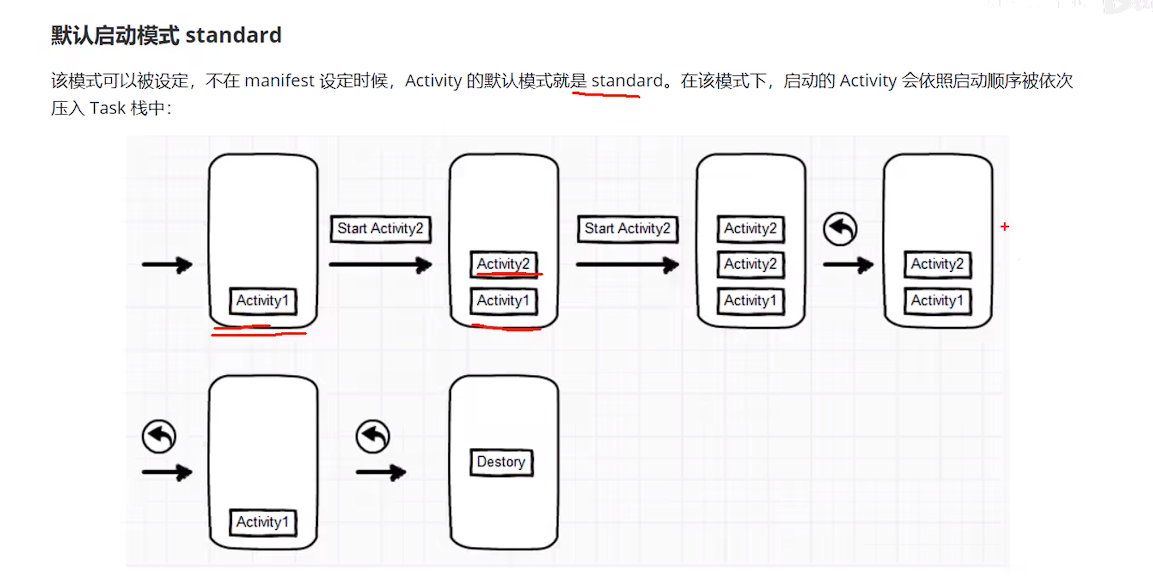 默认启动模式 standard
该模式可以被设定，不在 manifest 设定时候，Activity 的默认模式就是 standard。在该模式下，启动的 Activity 会依照启动顺序被依次
压入 Task 栈中：
Start Activity2
Start Activity2
Activity2
Activity2
Activity2
Activity2
Activity1
Activity1
Activity1
Activity1
Activity1
Destory